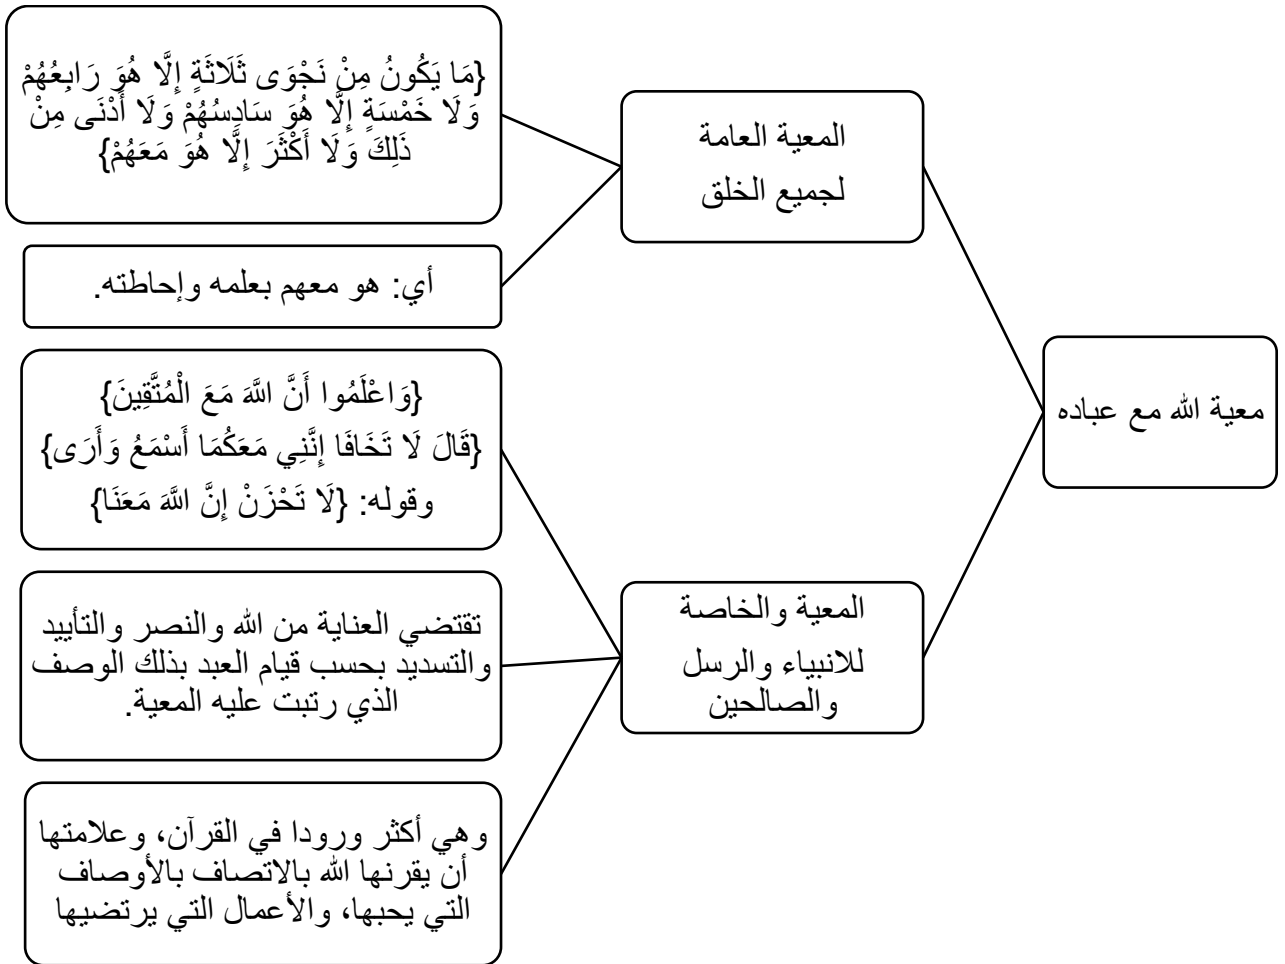 معية الله مع عباده
المعية العامة
لجميع الخلق
{مَا يَكُونُ مِنْ نَجْوَى ثَلَاثَةٍ إِلَّا هُوَ رَابِعُهُمْ
وَلَا خَمْسَةٍ إِلَّا هُوَ سَادِسُهُمْ وَلَا أَدْنَى مِنْ
ذَلِكَ وَلَا أَكْثَرَ إِلَّا هُوَ مَعَهُمْ}
أي: هو معهم بعلمه وإحاطته.
المعية والخاصة
للانبياء والرسل
والصالحين
{وَاعْلَمُوا أَنَّ اللَّهَ مَعَ الْمُتَّقِينَ}
{قَالَ لَا تَخَافَا إِنَّنِي مَعَكُمَا أَسْمَعُ وَأَرَى}
وقوله: {لَا تَحْزَنْ إِنَّ اللَّهَ مَعَنَا}
تقتضي العناية من الله والنصر والتأييد
والتسديد بحسب قيام العبد بذلك الوصف
الذي رتبت عليه المعية.
وهي أكثر ورودا في القرآن، وعلامتها
أن يقرنها الله بالاتصاف بالأوصاف
التي يحبها، والأعمال التي يرتضيها